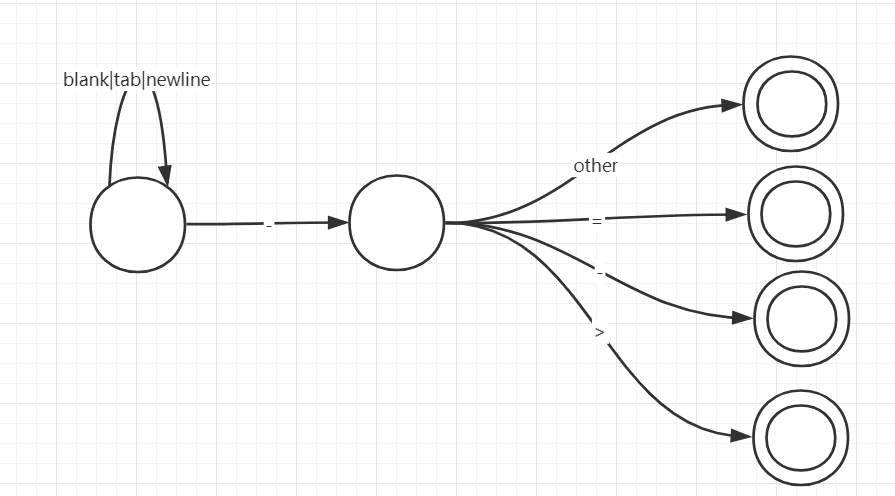 blank|tab|newline
other
-
=
-
>